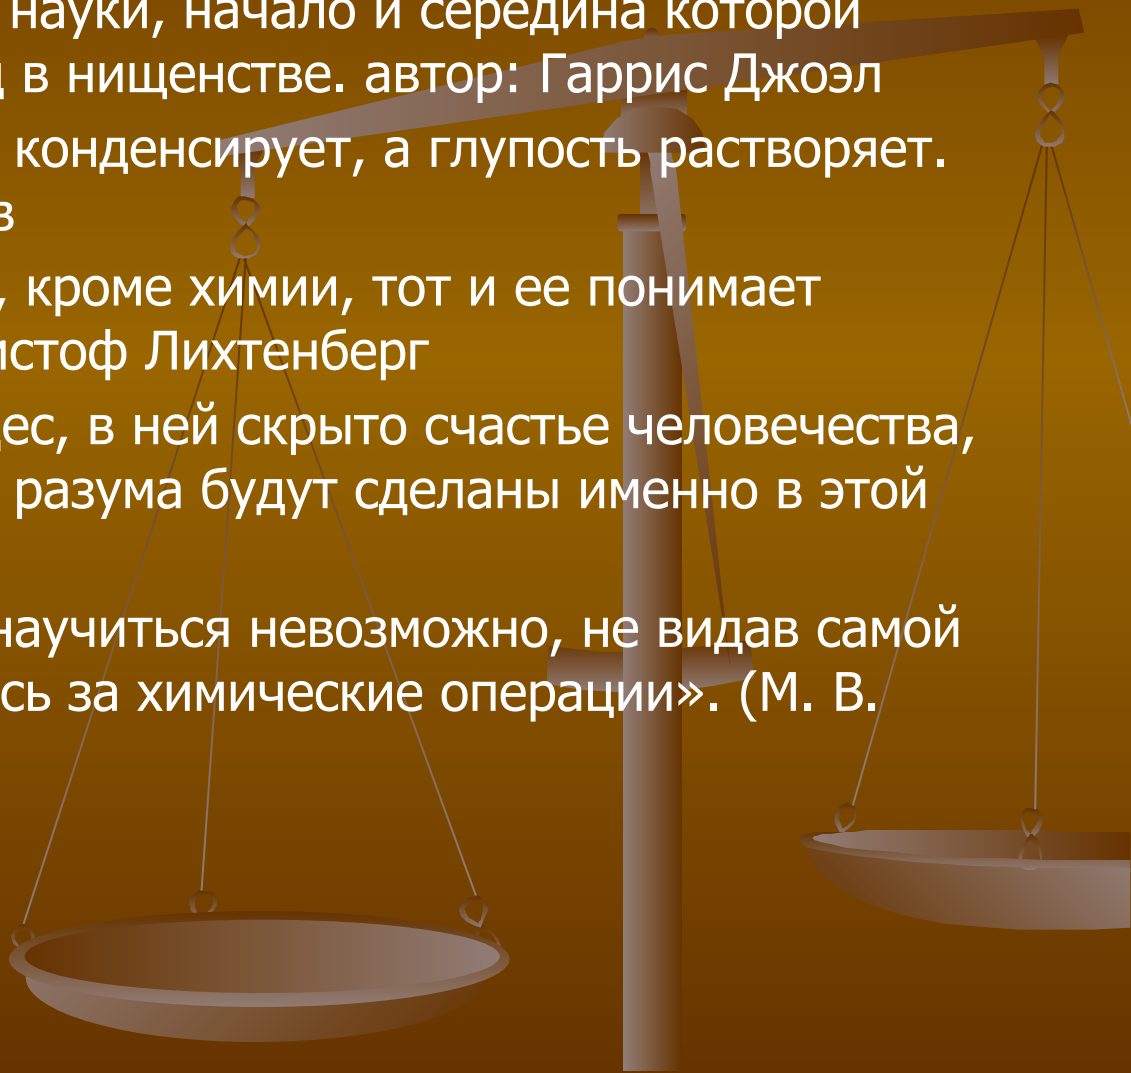 науки, начало и середина которой
в нищенстве. автор: Гаррис Джоэл
конденсирует, а глупость растворяет.
в
, кроме химии, тот и ее понимает
истоф Лихтенберг
ес, в ней скрыто счастье человечества,
разума будут сделаны именно в этой
научиться невозможно, не видав самой
сь за химические операции». (М. В.